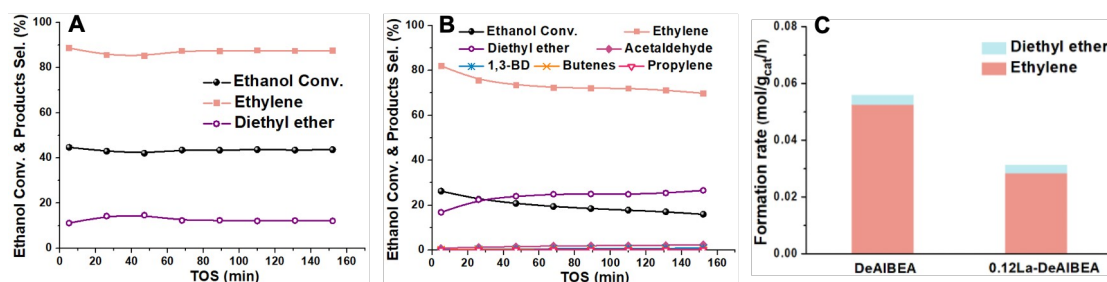 A
Ethanol Conv. & Products Sel. (%)
100
80
60
40
20
0
Ethanol Conv.
Ethylene
Diethyl ether
0 20 40 60 80 100 120 140 160
TOS (min)
B
Ethanol Conv. & Products Sel. (%)
100
80
60
40
20
0
Ethanol Conv. Ethylene
Diethyl ether Acetaldehyde
1,3-BD Butenes Propylene
0 20 40 60 80 100 120 140 160
TOS (min)
C
Formation rate (mol/gcat/h)
0.08
0.06
0.04
0.02
0.00
Diethyl ether
Ethylene
DeAlBEA 0.12La-DeAlBEA